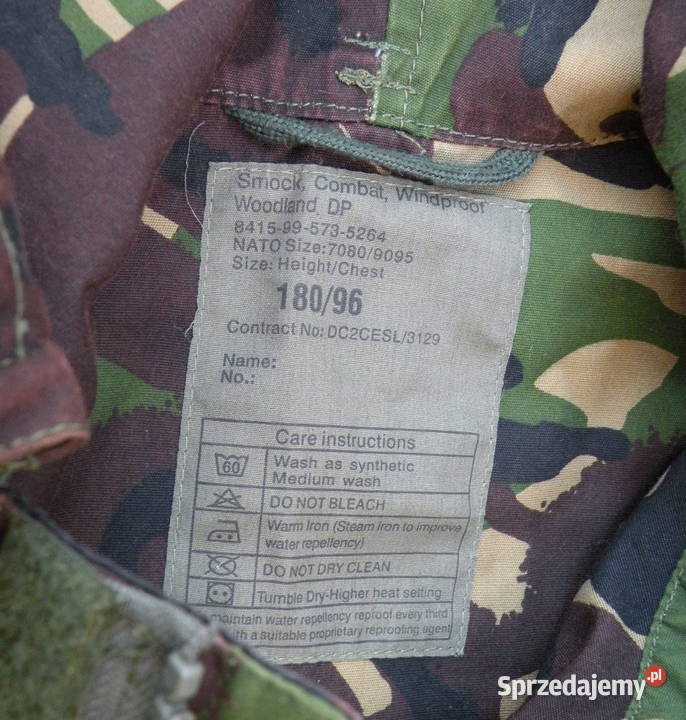 Smock, Combat, Windproof
Woodland DP
8415-99-573-5264
NATO Size:7080/9095
Size: Height/Chest
180/96
Contract No: DC2CESL/3129
Name:
No.:
Care instructions
60
Wash as synthetic
Medium wash
DO NOT BLEACH
Warm Iron (Steam Iron to improve
water repellency)
DO NOT DRY CLEAN
Tumble Dry-Higher heat setting
maintain water repellency reproof every third
a suitable proprietary reproofing agent
Sprzedajemy.pl